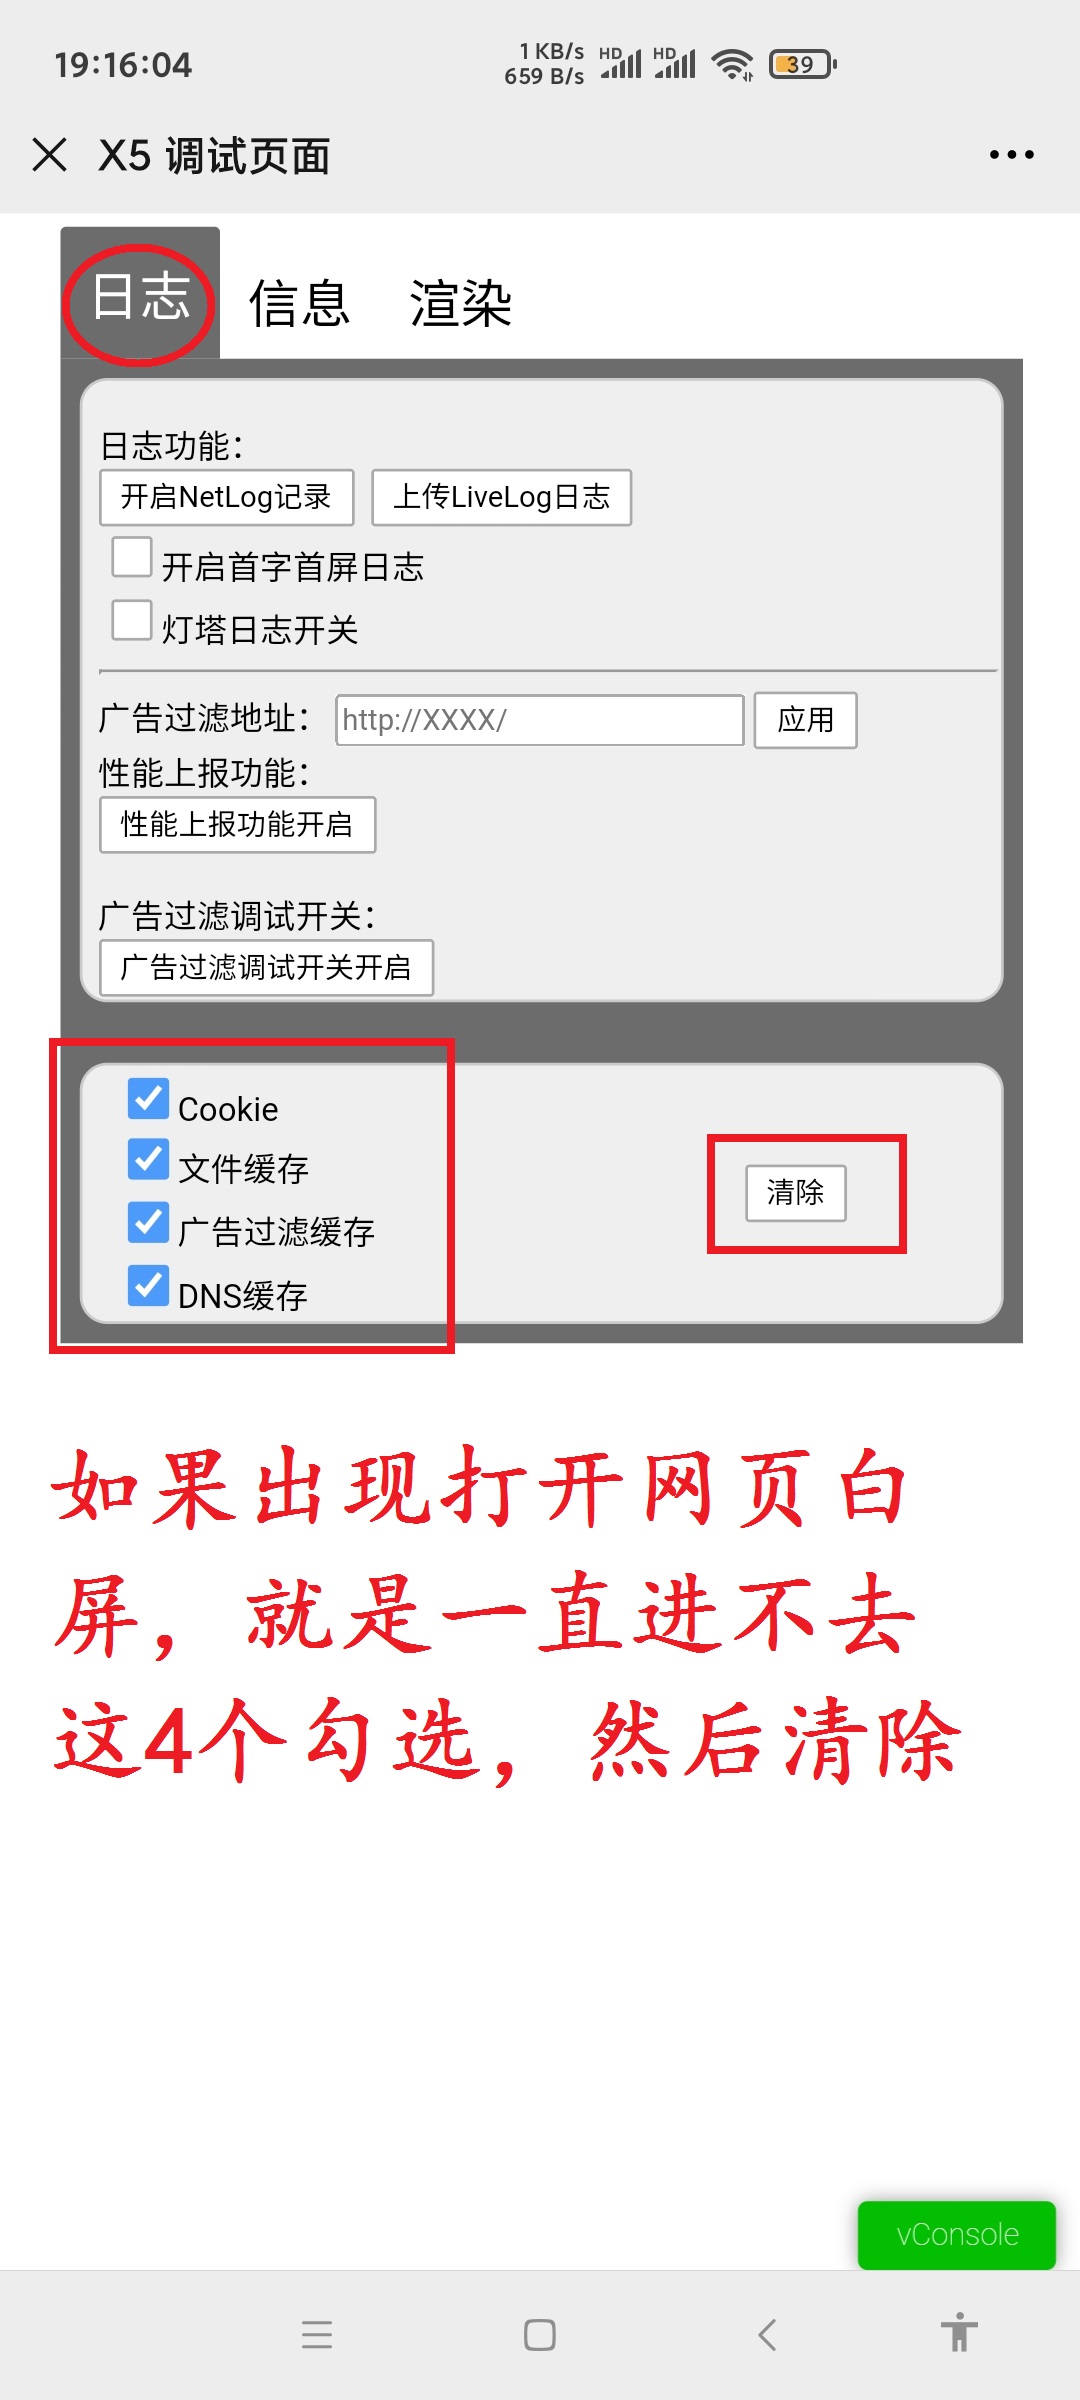 19:16:04
1 KB/s
659 B/s
HD
HD
39
X5 调试页面
日志 信息 渲染
日志功能：
开启NetLog记录 上传LiveLog日志
开启首字首屏日志
灯塔日志开关
广告过滤地址： http://XXXX/ 应用
性能上报功能：
性能上报功能开启
广告过滤调试开关：
广告过滤调试开关开启
Cookie
文件缓存
广告过滤缓存
DNS缓存
清除
如果出现打开网页白
屏，就是一直进不去
这4个勾选，然后清除
vConsole